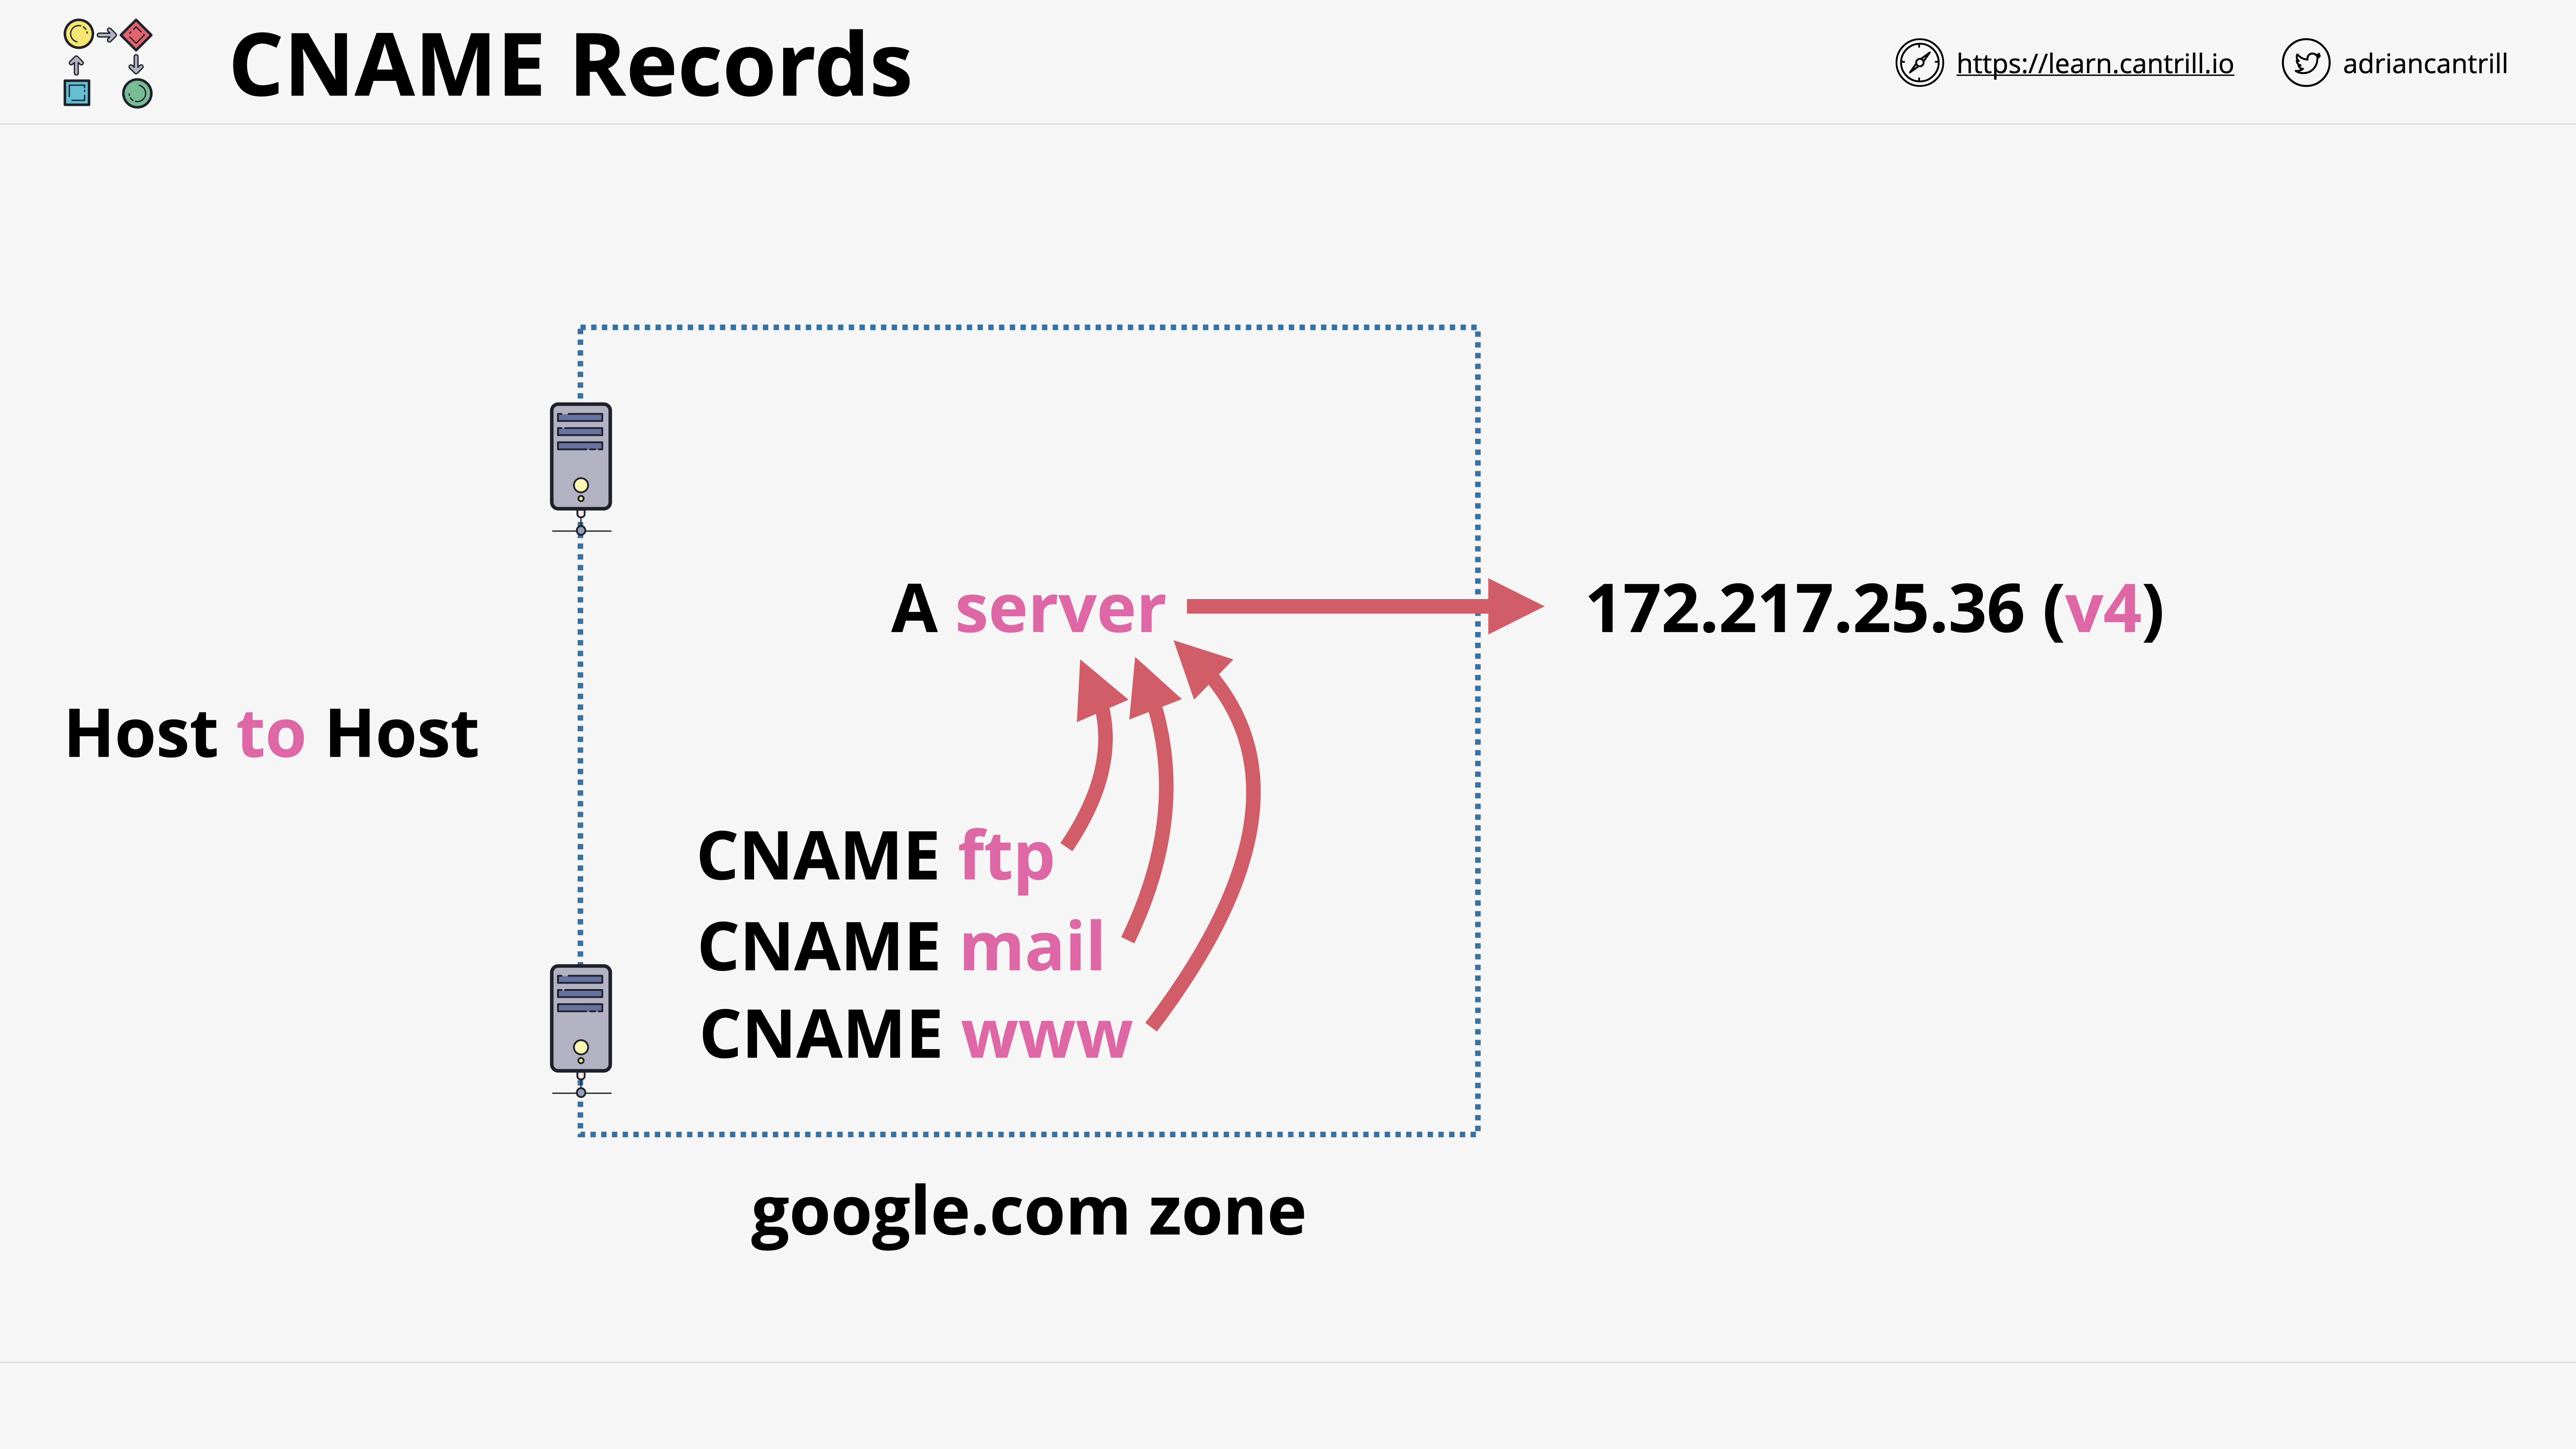 CNAME Records
https://learn.cantrill.io
adriancantrill
A server
172.217.25.36 (v4)
Host to Host
CNAME ftp
CNAME mail
CNAME www
google.com zone